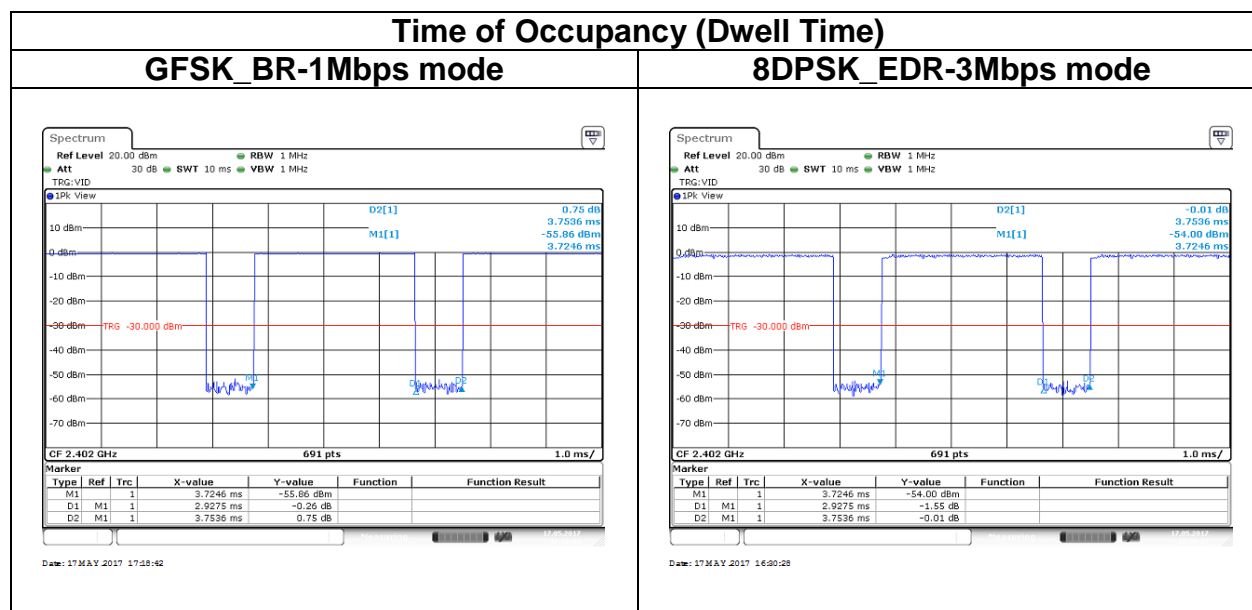 Time of Occupancy (Dwell Time)
GFSK_BR-1Mbps mode
8DPSK_EDR-3Mbps mode
Spectrum
Ref Level 20.00 dBm RBW 1 MHz
Att 30 dB SWT 10 ms VBW 1 MHz
TRG:VID
1Pk View
D2[1] 0.75 dB
3.7536 ms
10 dBm
M1[1] -55.86 dBm
3.7246 ms
0 dBm
-10 dBm
-20 dBm
-30 dBm TRG -30.000 dBm
-40 dBm
-50 dBm
M1 D1 D2
-60 dBm
-70 dBm
CF 2.402 GHz 691 pts 1.0 ms/
Marker
Type Ref Trc X-value Y-value Function Function Result
M1 1 3.7246 ms -55.86 dBm
D1 M1 1 2.9275 ms -0.26 dB
D2 M1 1 3.7536 ms 0.75 dB
17.05.2017
Date: 17.MAY.2017 17:18:42
Spectrum
Ref Level 20.00 dBm RBW 1 MHz
Att 30 dB SWT 10 ms VBW 1 MHz
TRG:VID
1Pk View
D2[1] -0.01 dB
3.7536 ms
10 dBm
M1[1] -54.00 dBm
3.7246 ms
0 dBm
-10 dBm
-20 dBm
-30 dBm TRG -30.000 dBm
-40 dBm
-50 dBm
M1 D1 D2
-60 dBm
-70 dBm
CF 2.402 GHz 691 pts 1.0 ms/
Marker
Type Ref Trc X-value Y-value Function Function Result
M1 1 3.7246 ms -54.00 dBm
D1 M1 1 2.9275 ms -1.55 dB
D2 M1 1 3.7536 ms -0.01 dB
17.05.2017
Date: 17.MAY.2017 16:30:28